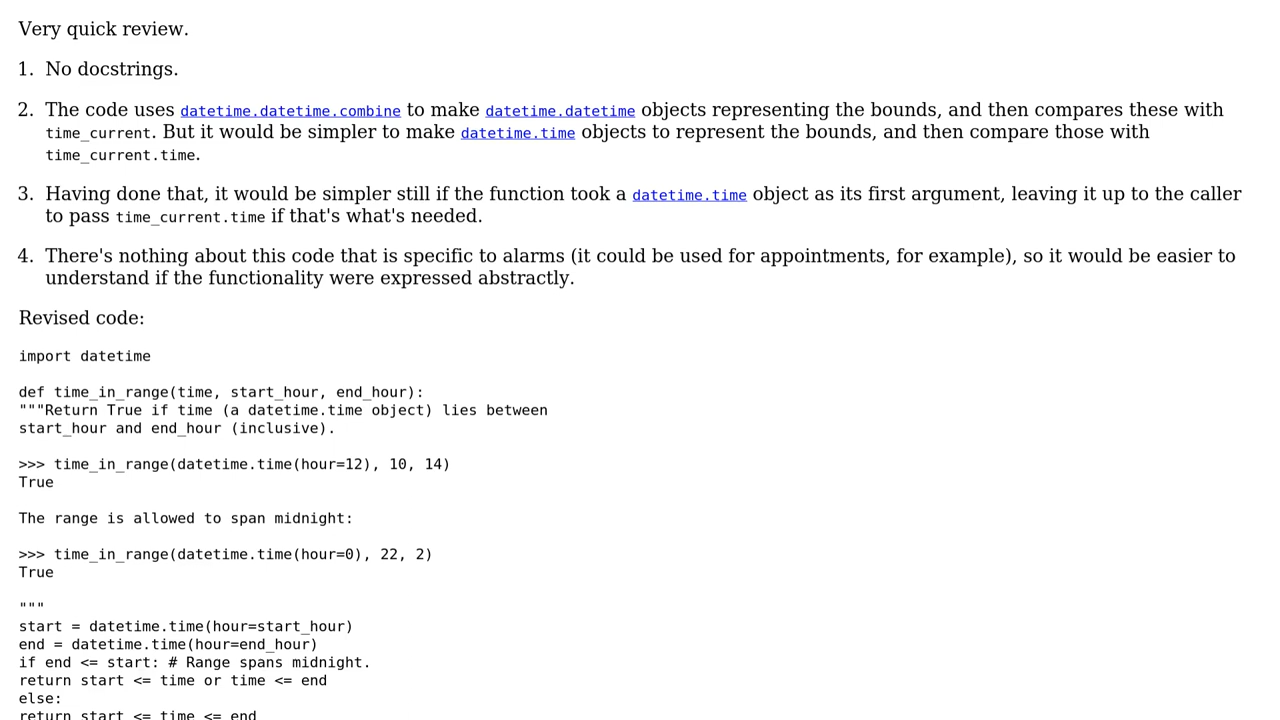 Very quick review.
1. No docstrings.
2. The code uses datetime.datetime.combine to make datetime.datetime objects representing the bounds, and then compares these with
time_current. But it would be simpler to make datetime.time objects to represent the bounds, and then compare those with
time_current.time.
3. Having done that, it would be simpler still if the function took a datetime.time object as its first argument, leaving it up to the caller
to pass time_current.time if that's what's needed.
4. There's nothing about this code that is specific to alarms (it could be used for appointments, for example), so it would be easier to
understand if the functionality were expressed abstractly.
Revised code:
import datetime
def time_in_range(time, start_hour, end_hour):
"""Return True if time (a datetime.time object) lies between
start_hour and end_hour (inclusive).
>>> time_in_range(datetime.time(hour=12), 10, 14)
True
The range is allowed to span midnight:
>>> time_in_range(datetime.time(hour=0), 22, 2)
True
"""
start = datetime.time(hour=start_hour)
end = datetime.time(hour=end_hour)
if end <= start: # Range spans midnight.
return start <= time or time <= end
else:
return start <= time <= end